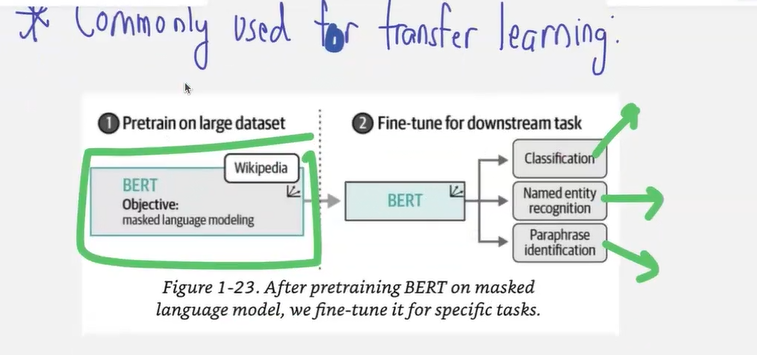 * Commonly used for transfer learning:
1 Pretrain on large dataset
Wikipedia
BERT
Objective:
masked language modeling
2 Fine-tune for downstream task
BERT
Classification
Named entity
recognition
Paraphrase
identification
Figure 1-23. After pretraining BERT on masked
language model, we fine-tune it for specific tasks.